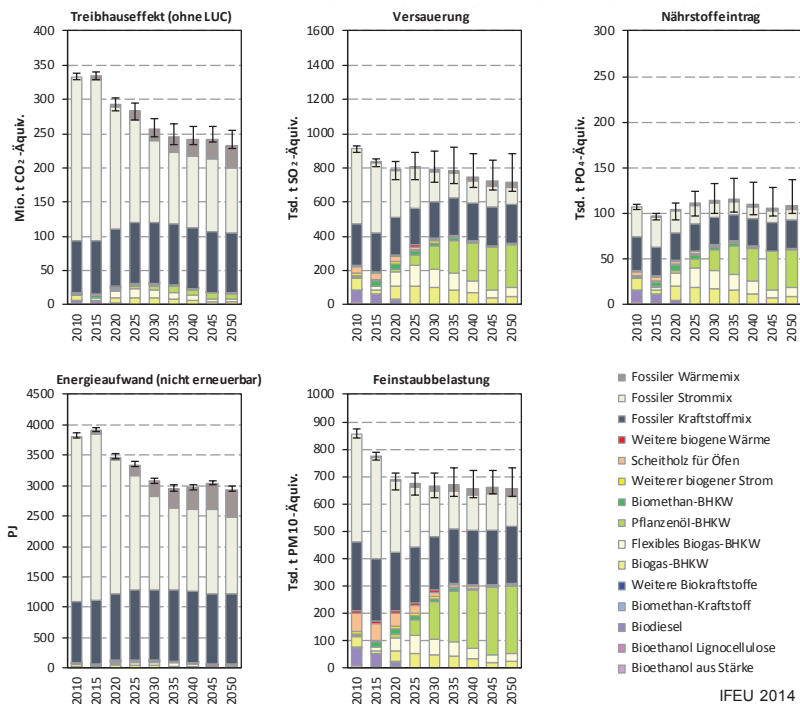 Treibhauseffekt (ohne LUC)
Mio. t CO₂-Äquiv.
400
350
300
250
200
150
100
50
0
2010 2015 2020 2025 2030 2035 2040 2045 2050
Versauerung
Tsd. t SO₂-Äquiv.
1600
1400
1200
1000
800
600
400
200
0
2010 2015 2020 2025 2030 2035 2040 2045 2050
Nährstoffeintrag
Tsd. t PO₄-Äquiv.
300
250
200
150
100
50
0
2010 2015 2020 2025 2030 2035 2040 2045 2050
Energieaufwand (nicht erneuerbar)
PJ
4500
4000
3500
3000
2500
2000
1500
1000
500
0
2010 2015 2020 2025 2030 2035 2040 2045 2050
Feinstaubbelastung
Tsd. t PM10-Äquiv.
1000
900
800
700
600
500
400
300
200
100
0
2010 2015 2020 2025 2030 2035 2040 2045 2050
Fossiler Wärmemix
Fossiler Strommix
Fossiler Kraftstoffmix
Weitere biogene Wärme
Scheitholz für Öfen
Weiterer biogener Strom
Biomethan-BHKW
Pflanzenöl-BHKW
Flexibles Biogas-BHKW
Biogas-BHKW
Weitere Biokraftstoffe
Biomethan-Kraftstoff
Biodiesel
Bioethanol Lignocellulose
Bioethanol aus Stärke
IFEU 2014